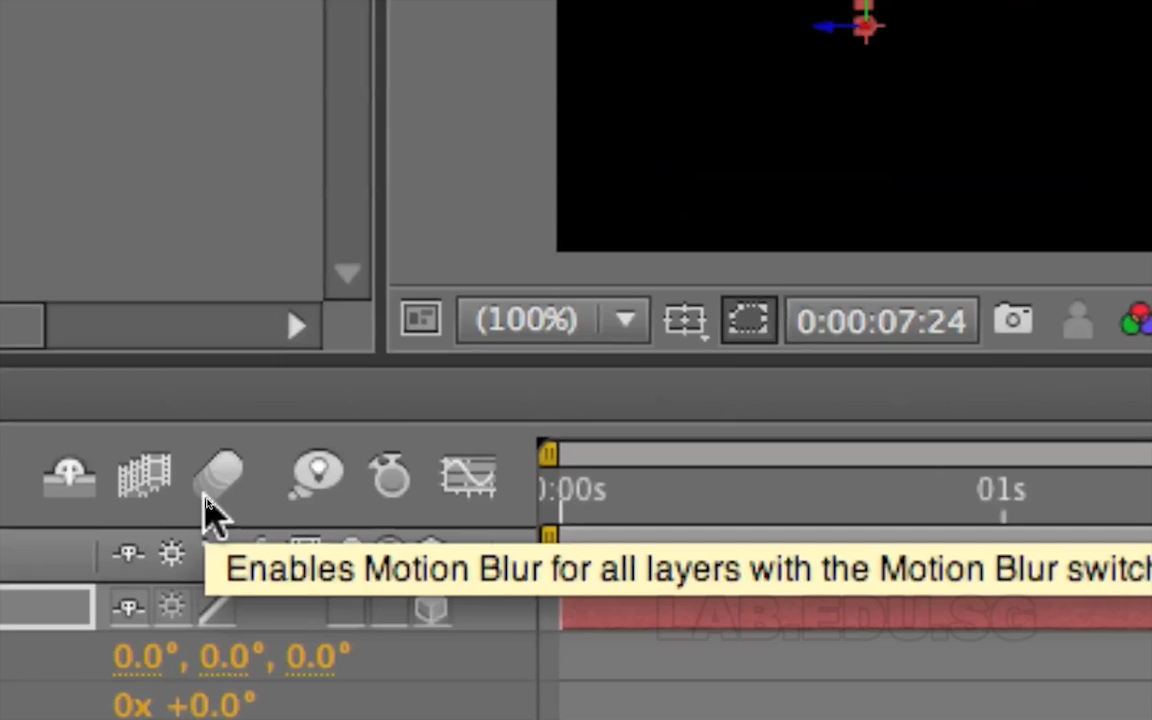 (100%)
0:00:07:24
0:00s
01s
Enables Motion Blur for all layers with the Motion Blur switch
LAB.EDU.SG
0.0°, 0.0°, 0.0°
0x +0.0°